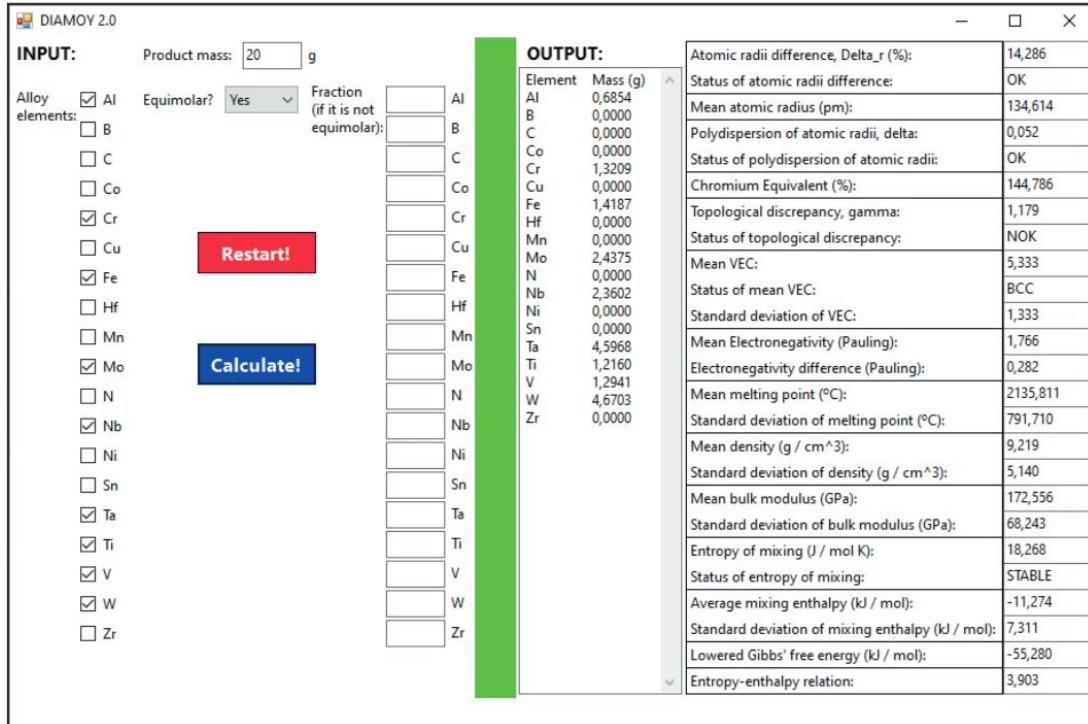 DIAMOY 2.0
INPUT:
Product mass: 20 g
Alloy elements:
Equimolar? Yes
Fraction (if it is not equimolar):
Al
B
C
Co
Cr
Cu
Fe
Hf
Mn
Mo
N
Nb
Ni
Sn
Ta
Ti
V
W
Zr
Restart!
Calculate!
Al
B
C
Co
Cr
Cu
Fe
Hf
Mn
Mo
N
Nb
Ni
Sn
Ta
Ti
V
W
Zr
OUTPUT:
Element Mass (g)
Al 0,6854
B 0,0000
C 0,0000
Co 0,0000
Cr 1,3209
Cu 0,0000
Fe 1,4187
Hf 0,0000
Mn 0,0000
Mo 2,4375
N 0,0000
Nb 2,3602
Ni 0,0000
Sn 0,0000
Ta 4,5968
Ti 1,2160
V 1,2941
W 4,6703
Zr 0,0000
Atomic radii difference, Delta_r (%): 14,286
Status of atomic radii difference: OK
Mean atomic radius (pm): 134,614
Polydispersion of atomic radii, delta: 0,052
Status of polydispersion of atomic radii: OK
Chromium Equivalent (%): 144,786
Topological discrepancy, gamma: 1,179
Status of topological discrepancy: NOK
Mean VEC: 5,333
Status of mean VEC: BCC
Standard deviation of VEC: 1,333
Mean Electronegativity (Pauling): 1,766
Electronegativity difference (Pauling): 0,282
Mean melting point (ºC): 2135,811
Standard deviation of melting point (ºC): 791,710
Mean density (g / cm^3): 9,219
Standard deviation of density (g / cm^3): 5,140
Mean bulk modulus (GPa): 172,556
Standard deviation of bulk modulus (GPa): 68,243
Entropy of mixing (J / mol K): 18,268
Status of entropy of mixing: STABLE
Average mixing enthalpy (kJ / mol): -11,274
Standard deviation of mixing enthalpy (kJ / mol): 7,311
Lowered Gibbs' free energy (kJ / mol): -55,280
Entropy-enthalpy relation: 3,903